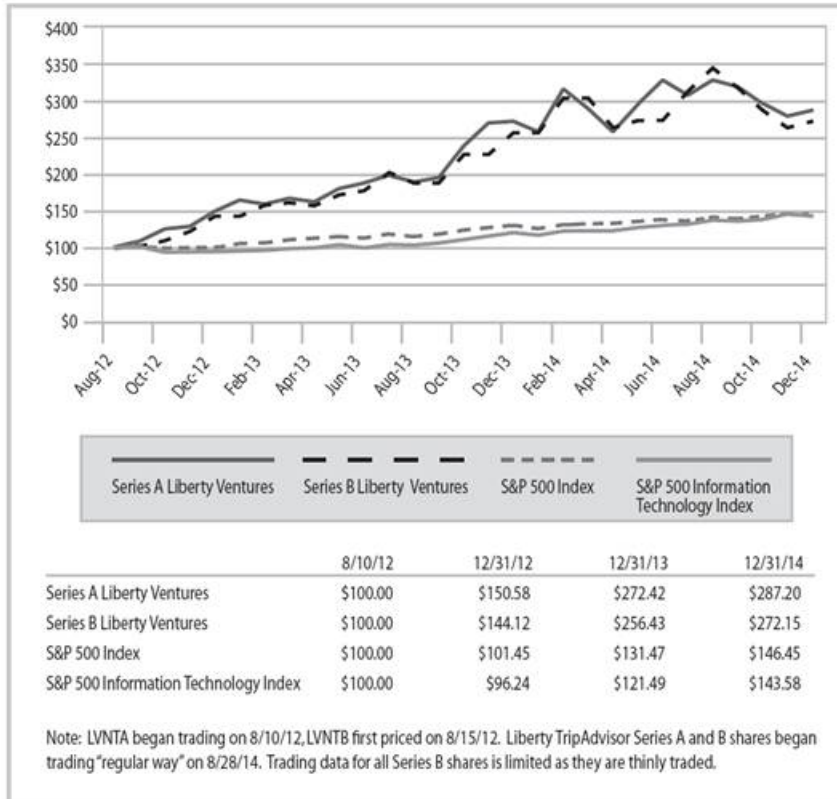 $400
$350
$300
$250
$200
$150
$100
$50
$0
Aug-12
Oct-12
Dec-12
Feb-13
Apr-13
Jun-13
Aug-13
Oct-13
Dec-13
Feb-14
Apr-14
Jun-14
Aug-14
Oct-14
Dec-14
Series A Liberty Ventures
Series B Liberty Ventures
S&P 500 Index
S&P 500 Information
Technology Index
8/10/12 12/31/12 12/31/13 12/31/14
Series A Liberty Ventures $100.00 $150.58 $272.42 $287.20
Series B Liberty Ventures $100.00 $144.12 $256.43 $272.15
S&P 500 Index $100.00 $101.45 $131.47 $146.45
S&P 500 Information Technology Index $100.00 $96.24 $121.49 $143.58
Note: LVNTA began trading on 8/10/12, LVNTB first priced on 8/15/12. Liberty TripAdvisor Series A and B shares began
trading "regular way" on 8/28/14. Trading data for all Series B shares is limited as they are thinly traded.